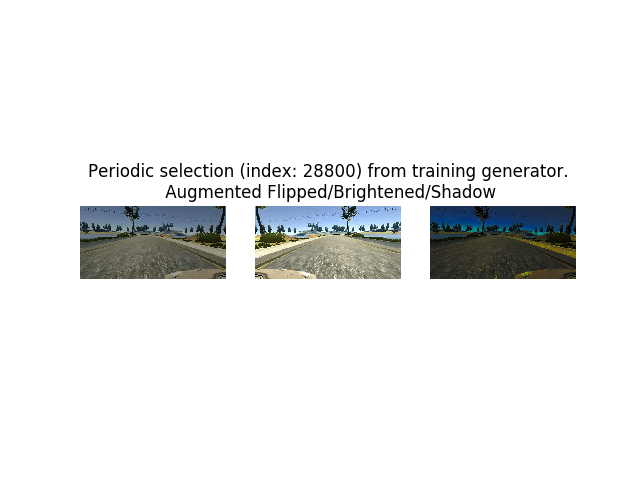 Periodic selection (index: 28800) from training generator.
Augmented Flipped/Brightened/Shadow